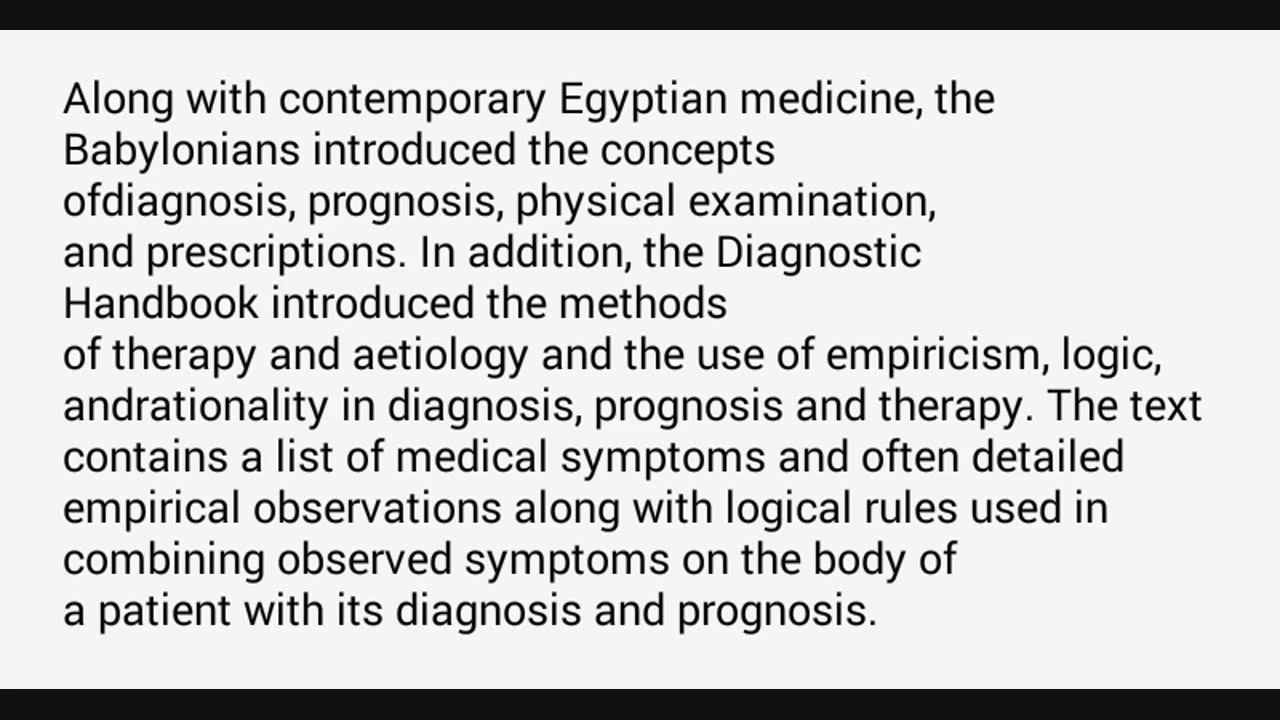 Along with contemporary Egyptian medicine, the
Babylonians introduced the concepts
ofdiagnosis, prognosis, physical examination,
and prescriptions. In addition, the Diagnostic
Handbook introduced the methods
of therapy and aetiology and the use of empiricism, logic,
andrationality in diagnosis, prognosis and therapy. The text
contains a list of medical symptoms and often detailed
empirical observations along with logical rules used in
combining observed symptoms on the body of
a patient with its diagnosis and prognosis.